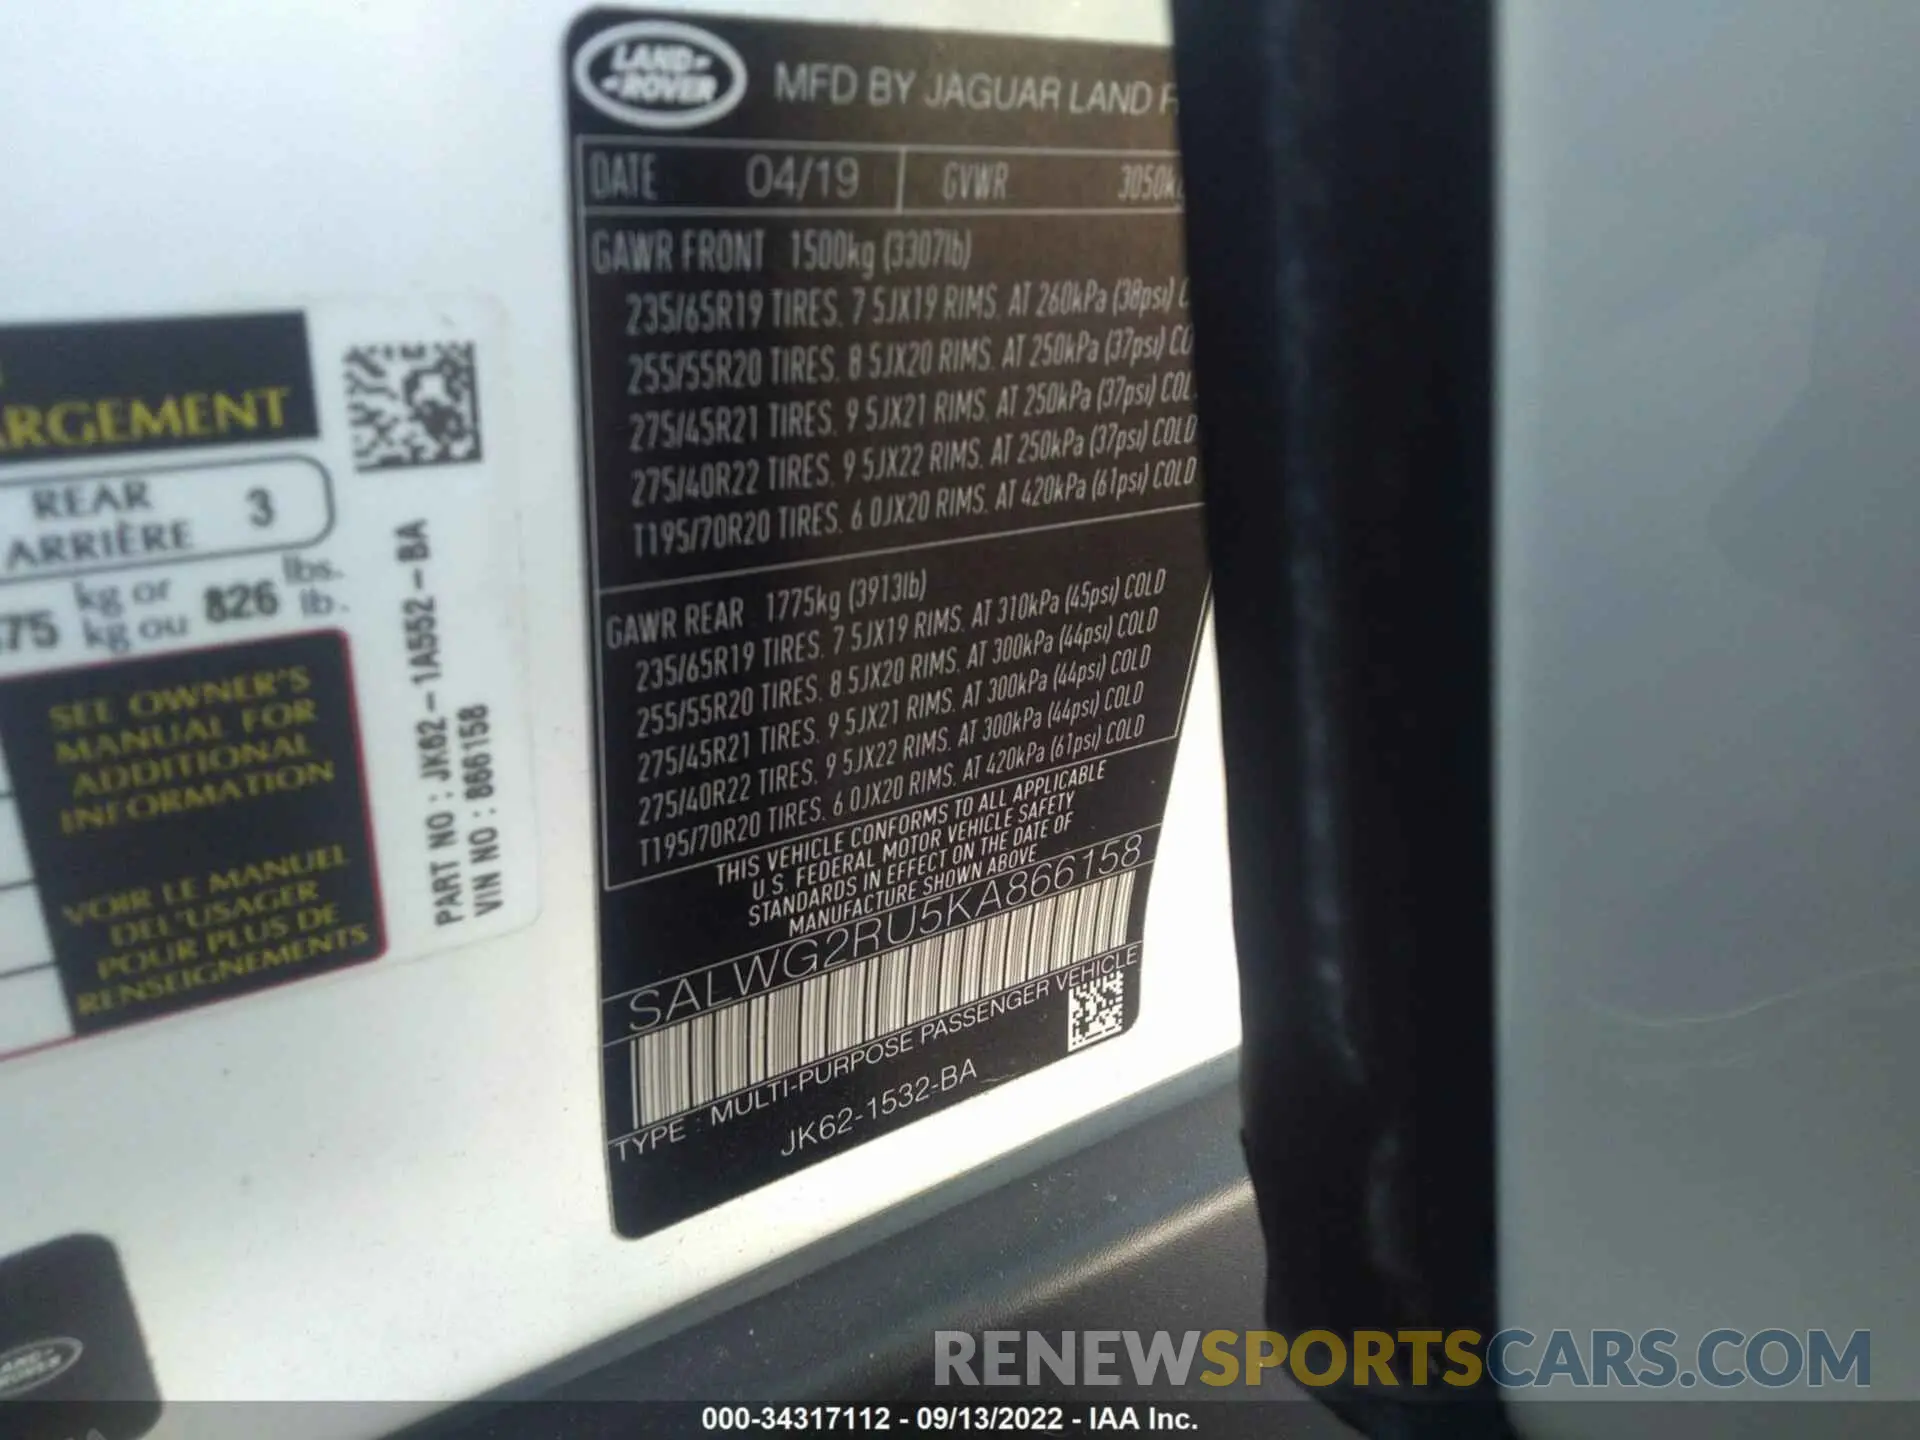 ARGEMENT
REAR
ARRIÈRE 3
75 kg or
kg ou 826 lbs.
lb.
SEE OWNER'S
MANUAL FOR
ADDITIONAL
INFORMATION
VOIR LE MANUEL
DEL'USAGER
POUR PLUS DE
RENSEIGNEMENTS
PART NO : JK62-1A552-BA
VIN NO : 866158
LAND-
-ROVER
MFD BY JAGUAR LAND
DATE 04/19 GVWR 3050k
GAWR FRONT 1500kg (3307lb)
235/65R19 TIRES. 7 5JX19 RIMS. AT 260kPa (38psi) C
255/55R20 TIRES. 8 5JX20 RIMS. AT 250kPa (37psi) CO
275/45R21 TIRES. 9 5JX21 RIMS. AT 250kPa (37psi) COL
275/40R22 TIRES. 9 5JX22 RIMS. AT 250kPa (37psi) COLD
T195/70R20 TIRES. 6 0JX20 RIMS. AT 420kPa (61psi) COLD
GAWR REAR 1775kg (3913lb)
235/65R19 TIRES. 7 5JX19 RIMS. AT 310kPa (45psi) COLD
255/55R20 TIRES. 8.5JX20 RIMS. AT 300kPa (44psi) COLD
275/45R21 TIRES. 9 5JX21 RIMS. AT 300kPa (44psi) COLD
275/40R22 TIRES. 9 5JX22 RIMS. AT 300kPa (44psi) COLD
T195/70R20 TIRES. 6.0JX20 RIMS. AT 420kPa (61psi) COLD
THIS VEHICLE CONFORMS TO ALL APPLICABLE
U.S. FEDERAL MOTOR VEHICLE SAFETY
STANDARDS IN EFFECT ON THE DATE OF
MANUFACTURE SHOWN ABOVE
SALWG2RU5KA866158
TYPE : MULTI-PURPOSE PASSENGER VEHICLE
JK62-1532-BA
LAND-
ROVER
RENEWSPORTSCARS.COM
000-34317112 - 09/13/2022 - IAA Inc.